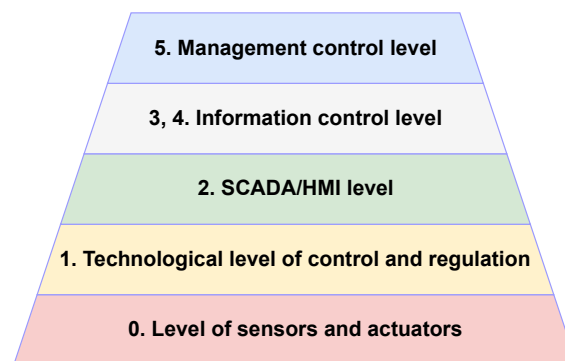 5. Management control level
3, 4. Information control level
2. SCADA/HMI level
1. Technological level of control and regulation
0. Level of sensors and actuators